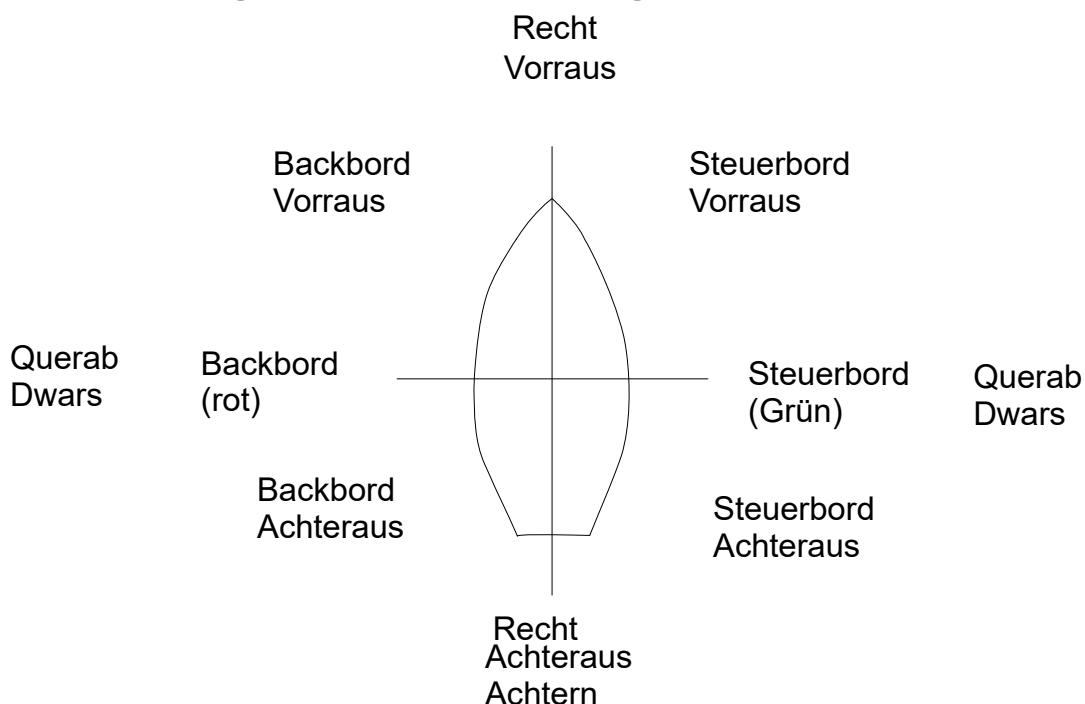 Recht
Vorraus
Backbord
Vorraus
Steuerbord
Vorraus
Querab
Dwars
Backbord
(rot)
Steuerbord
(Grün)
Querab
Dwars
Backbord
Achteraus
Steuerbord
Achteraus
Recht
Achteraus
Achtern